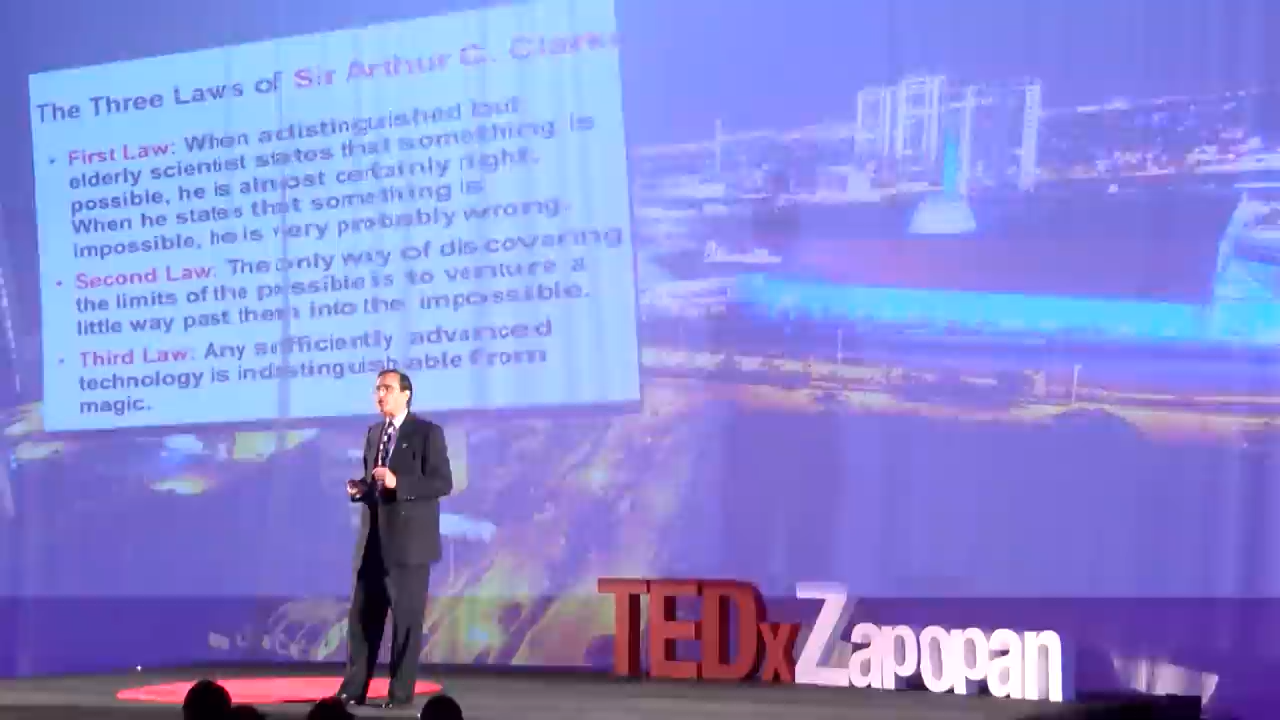 The Three Laws of Sir Arthur C. Clarke
• First Law: When a distinguished but
elderly scientist states that something is
possible, he is almost certainly right.
When he states that something is
impossible, he is very probably wrong.
• Second Law: The only way of discovering
the limits of the possible is to venture a
little way past them into the impossible.
• Third Law: Any sufficiently advanced
technology is indistinguishable from
magic.
TEDxZapopan